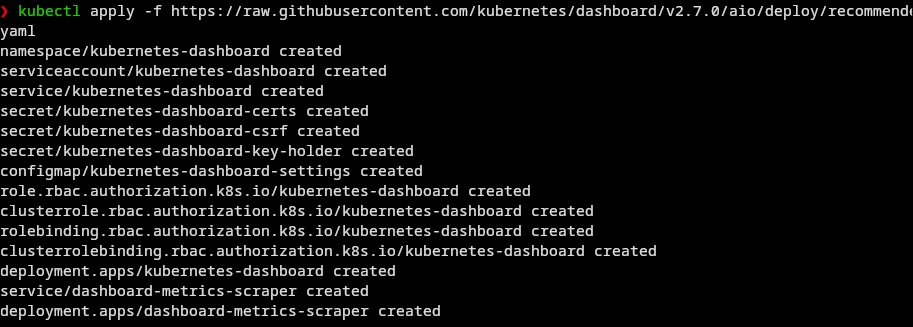 ❯ kubectl apply -f https://raw.githubusercontent.com/kubernetes/dashboard/v2.7.0/aio/deploy/recommende
yaml
namespace/kubernetes-dashboard created
serviceaccount/kubernetes-dashboard created
service/kubernetes-dashboard created
secret/kubernetes-dashboard-certs created
secret/kubernetes-dashboard-csrf created
secret/kubernetes-dashboard-key-holder created
configmap/kubernetes-dashboard-settings created
role.rbac.authorization.k8s.io/kubernetes-dashboard created
clusterrole.rbac.authorization.k8s.io/kubernetes-dashboard created
rolebinding.rbac.authorization.k8s.io/kubernetes-dashboard created
clusterrolebinding.rbac.authorization.k8s.io/kubernetes-dashboard created
deployment.apps/kubernetes-dashboard created
service/dashboard-metrics-scraper created
deployment.apps/dashboard-metrics-scraper created